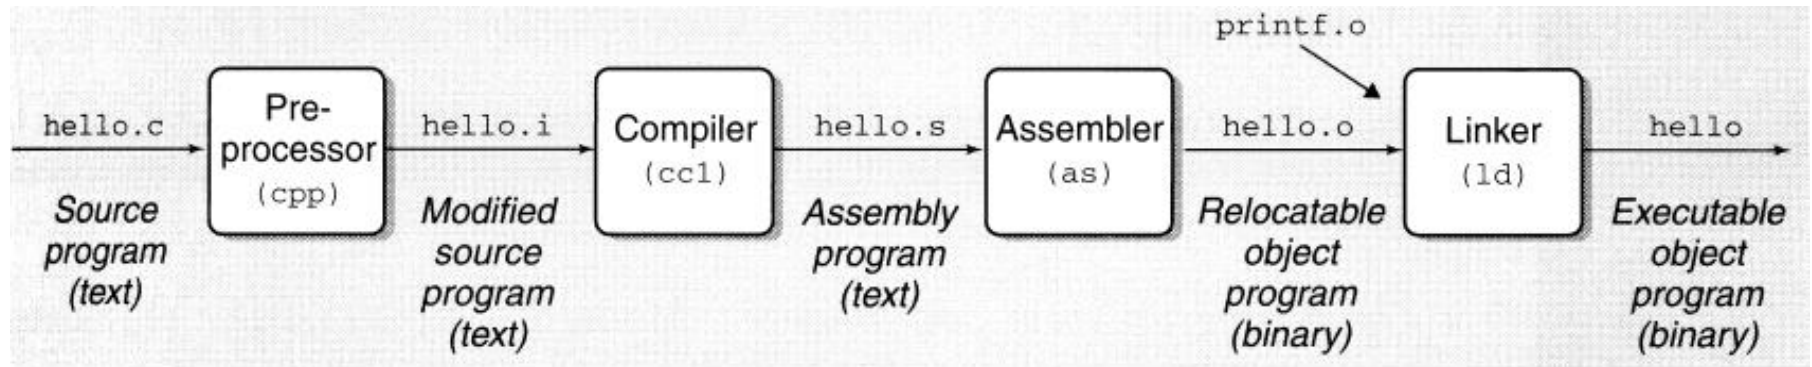 printf.o
hello.c
Pre-
processor
(cpp)
hello.i
Compiler
(cc1)
hello.s
Assembler
(as)
hello.o
Linker
(ld)
hello
Source
program
(text)
Modified
source
program
(text)
Assembly
program
(text)
Relocatable
object
program
(binary)
Executable
object
program
(binary)